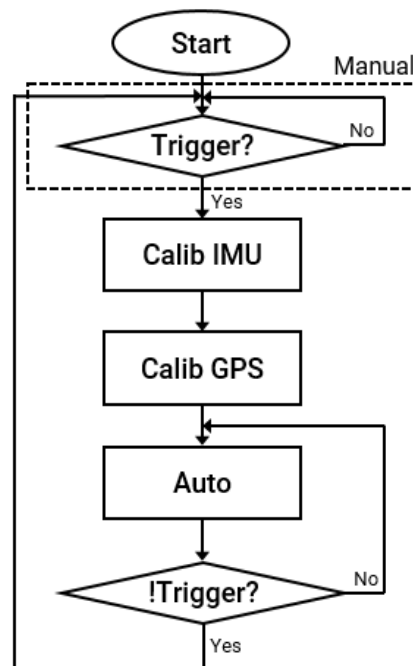 Start
Manual
Trigger?
No
Yes
Calib IMU
Calib GPS
Auto
!Trigger?
No
Yes